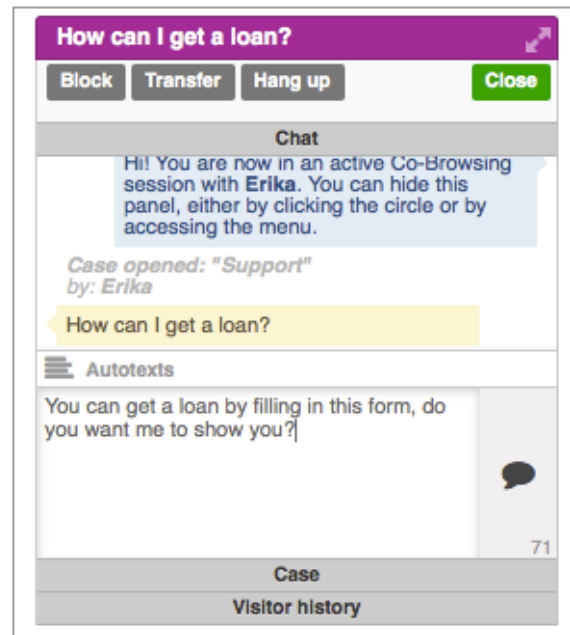 How can I get a loan?
Block Transfer Hang up Close
Chat
Hi! You are now in an active Co-Browsing
session with Erika. You can hide this
panel, either by clicking the circle or by
accessing the menu.
Case opened: "Support"
by: Erika
How can I get a loan?
Autotexts
You can get a loan by filling in this form, do
you want me to show you?
71
Case
Visitor history